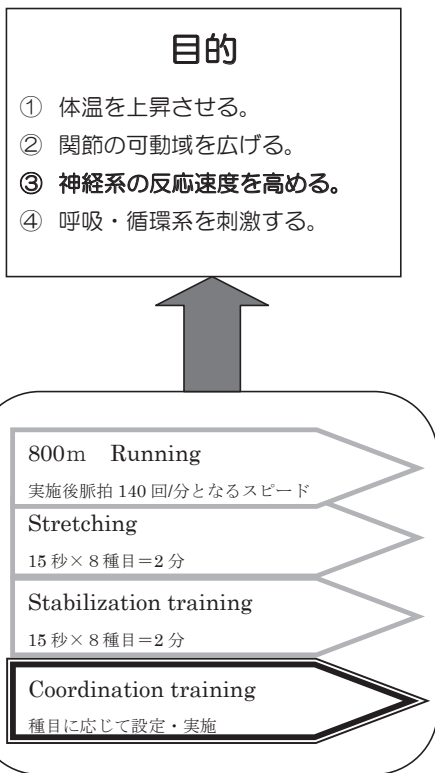 目的
① 体温を上昇させる。
② 関節の可動域を広げる。
③ 神経系の反応速度を高める。
④ 呼吸・循環系を刺激する。
800m Running
実施後脈拍 140 回/分となるスピード
Stretching
15 秒×８種目＝2 分
Stabilization training
15 秒×８種目＝2 分
Coordination training
種目に応じて設定・実施